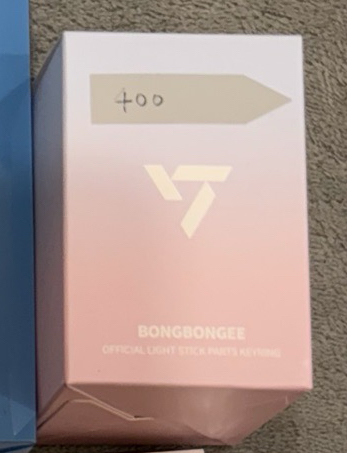 400
BONGBONGEE
OFFICIAL LIGHT STICK PARTS KEYRING